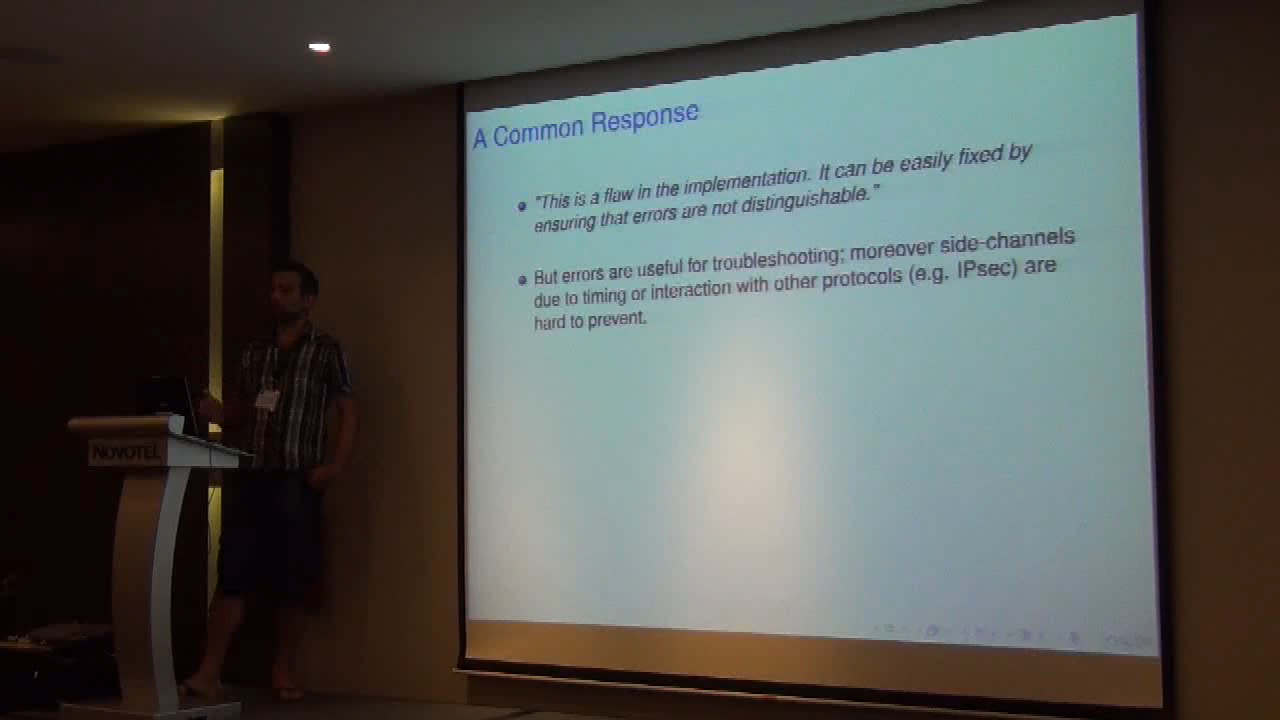 A Common Response
"This is a flaw in the implementation. It can be easily fixed by
ensuring that errors are not distinguishable."
But errors are useful for troubleshooting; moreover side-channels
due to timing or interaction with other protocols (e.g. IPsec) are
hard to prevent.
NOVOTEL